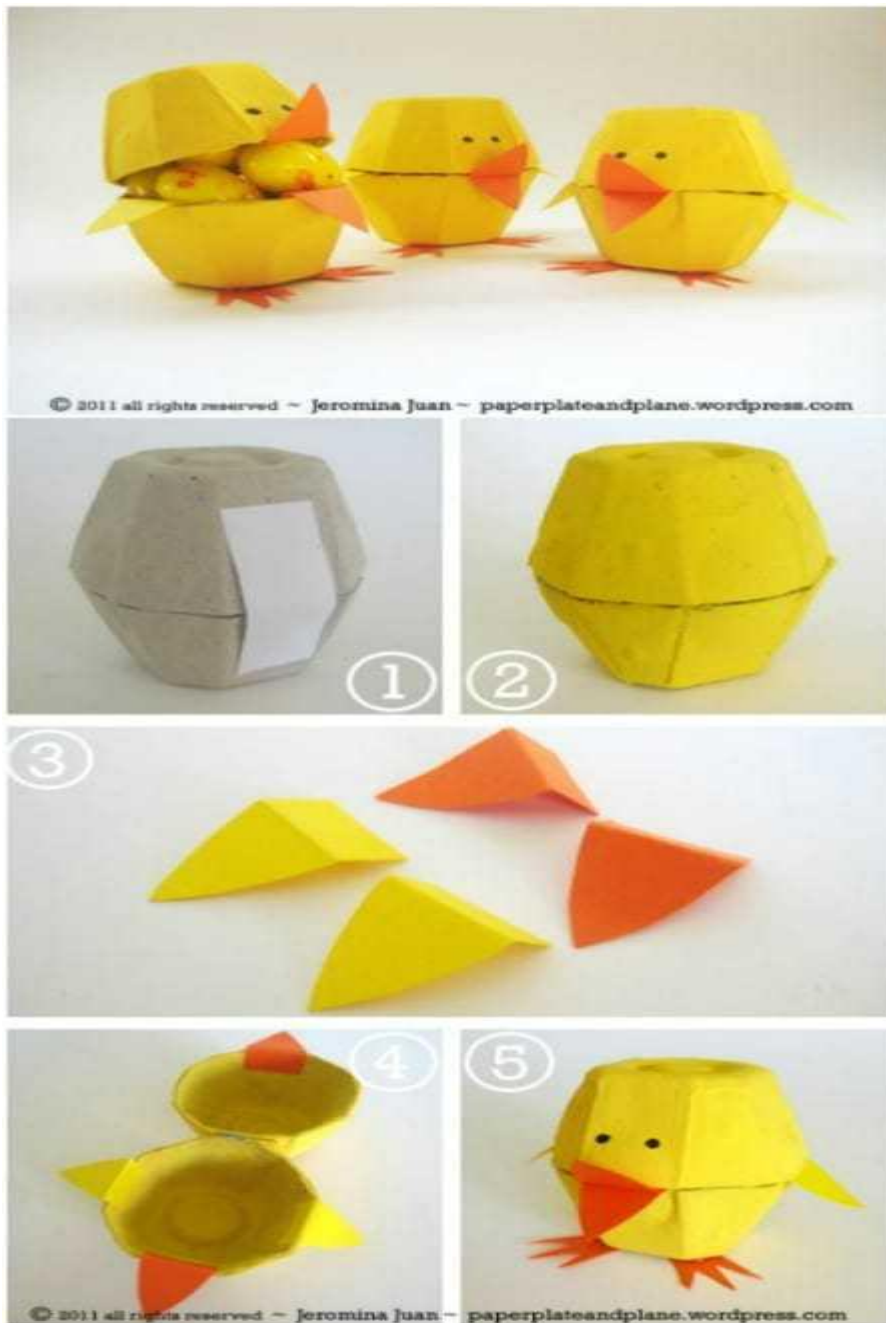 © 2011 all rights reserved ~ Jeromina Juan ~ paperplateandplane.wordpress.com
1
2
3
4
5
© 2011 all rights reserved ~ Jeromina Juan ~ paperplateandplane.wordpress.com